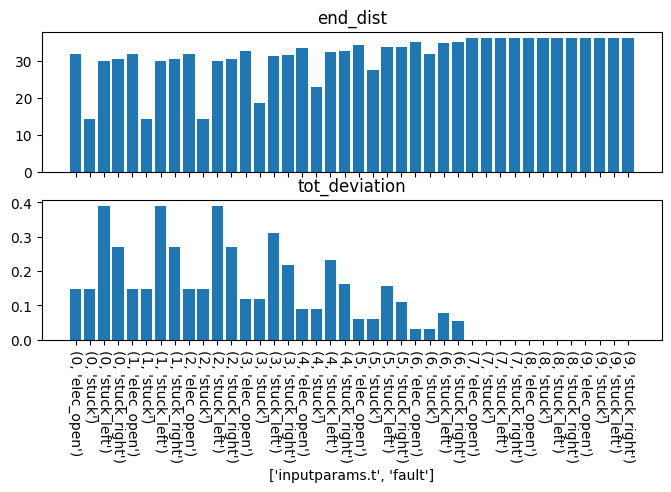 end_dist
30
20
10
0
tot_deviation
0.4
0.3
0.2
0.1
0.0
(0, 'elec_open')
(0, 'stuck')
(0, 'stuck_left')
(0, 'stuck_right')
(1, 'elec_open')
(1, 'stuck')
(1, 'stuck_left')
(1, 'stuck_right')
(2, 'elec_open')
(2, 'stuck')
(2, 'stuck_left')
(2, 'stuck_right')
(3, 'elec_open')
(3, 'stuck')
(3, 'stuck_left')
(3, 'stuck_right')
(4, 'elec_open')
(4, 'stuck')
(4, 'stuck_left')
(4, 'stuck_right')
(5, 'elec_open')
(5, 'stuck')
(5, 'stuck_left')
(5, 'stuck_right')
(6, 'elec_open')
(6, 'stuck')
(6, 'stuck_left')
(6, 'stuck_right')
(7, 'elec_open')
(7, 'stuck')
(7, 'stuck_left')
(7, 'stuck_right')
(8, 'elec_open')
(8, 'stuck')
(8, 'stuck_left')
(8, 'stuck_right')
(9, 'elec_open')
(9, 'stuck')
(9, 'stuck_left')
(9, 'stuck_right')
['inputparams.t', 'fault']